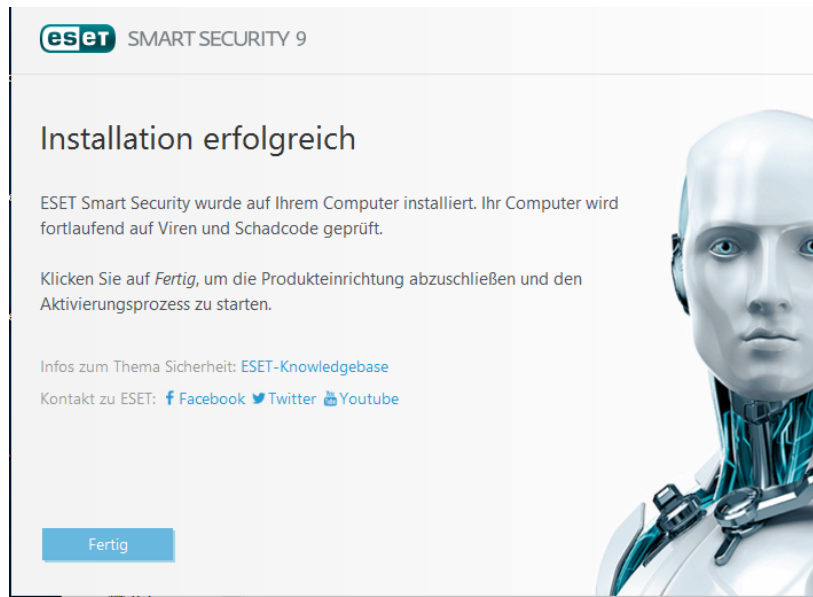 eset SMART SECURITY 9
Installation erfolgreich
ESET Smart Security wurde auf Ihrem Computer installiert. Ihr Computer wird
fortlaufend auf Viren und Schadcode geprüft.
Klicken Sie auf Fertig, um die Produkteinrichtung abzuschließen und den
Aktivierungsprozess zu starten.
Infos zum Thema Sicherheit: ESET-Knowledgebase
Kontakt zu ESET: Facebook Twitter Youtube
Fertig